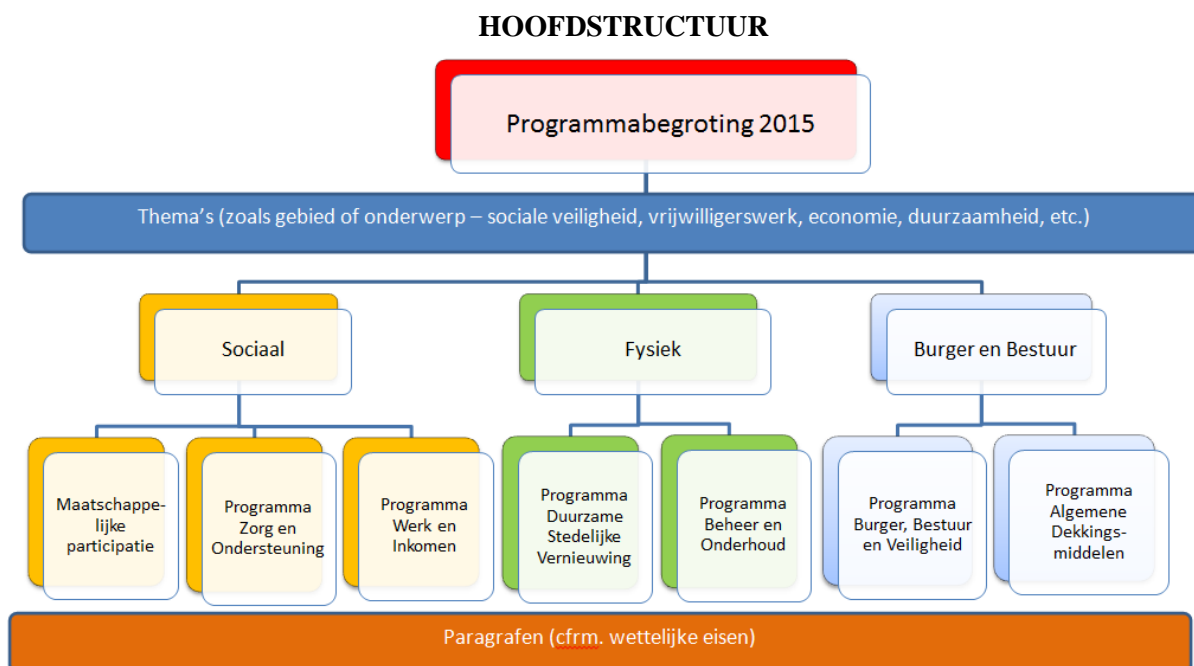 HOOFDSTRUCTUUR
Programmabegroting 2015
Thema's (zoals gebied of onderwerp – sociale veiligheid, vrijwilligerswerk, economie, duurzaamheid, etc.)
Sociaal
Fysiek
Burger en Bestuur
Maatschappe-
lijke
participatie
Programma
Zorg en
Ondersteuning
Programma
Werk en
Inkomen
Programma
Duurzame
Stedelijke
Vernieuwing
Programma
Beheer en
Onderhoud
Programma
Burger, Bestuur
en Veiligheid
Programma
Algemene
Dekkings-
middelen
Paragrafen (cfrm. wettelijke eisen)